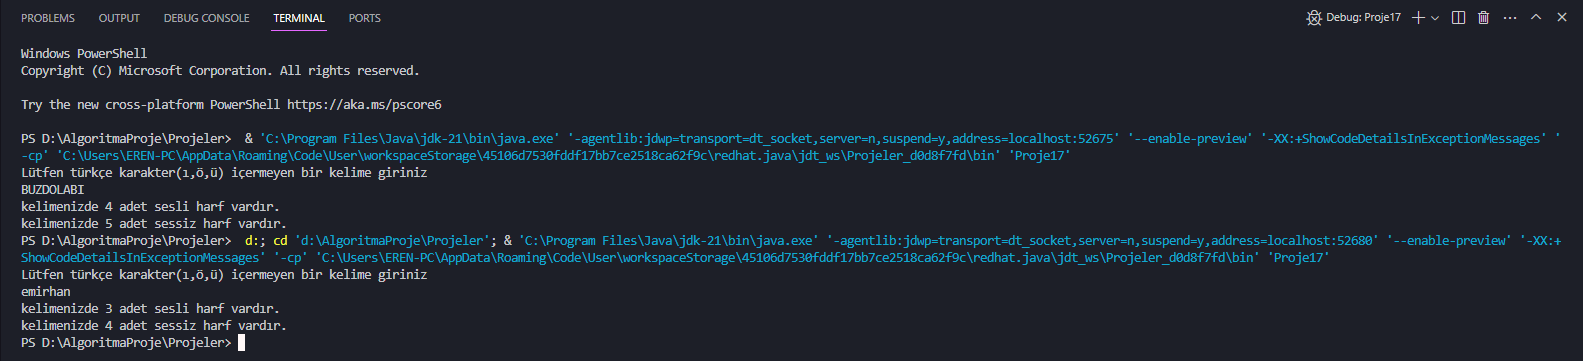 PROBLEMS OUTPUT DEBUG CONSOLE TERMINAL PORTS Debug: Proje17
Windows PowerShell
Copyright (C) Microsoft Corporation. All rights reserved.
Try the new cross-platform PowerShell https://aka.ms/pscore6
PS D:\AlgoritmaProje\Projeler>  & 'C:\Program Files\Java\jdk-21\bin\java.exe' '-agentlib:jdwp=transport=dt_socket,server=n,suspend=y,address=localhost:52675' '--enable-preview' '-XX:+ShowCodeDetailsInExceptionMessages' '
-cp' 'C:\Users\EREN-PC\AppData\Roaming\Code\User\workspaceStorage\45106d7530fddf17bb7ce2518ca62f9c\redhat.java\jdt_ws\Projeler_d0d8f7fd\bin' 'Proje17'
Lütfen türkçe karakter(ı,ö,ü) içermeyen bir kelime giriniz
BUZDOLABI
kelimenizde 4 adet sesli harf vardır.
kelimenizde 5 adet sessiz harf vardır.
PS D:\AlgoritmaProje\Projeler>  d:; cd 'd:\AlgoritmaProje\Projeler'; & 'C:\Program Files\Java\jdk-21\bin\java.exe' '-agentlib:jdwp=transport=dt_socket,server=n,suspend=y,address=localhost:52680' '--enable-preview' '-XX:+
ShowCodeDetailsInExceptionMessages' '-cp' 'C:\Users\EREN-PC\AppData\Roaming\Code\User\workspaceStorage\45106d7530fddf17bb7ce2518ca62f9c\redhat.java\jdt_ws\Projeler_d0d8f7fd\bin' 'Proje17'
Lütfen türkçe karakter(ı,ö,ü) içermeyen bir kelime giriniz
emirhan
kelimenizde 3 adet sesli harf vardır.
kelimenizde 4 adet sessiz harf vardır.
PS D:\AlgoritmaProje\Projeler>